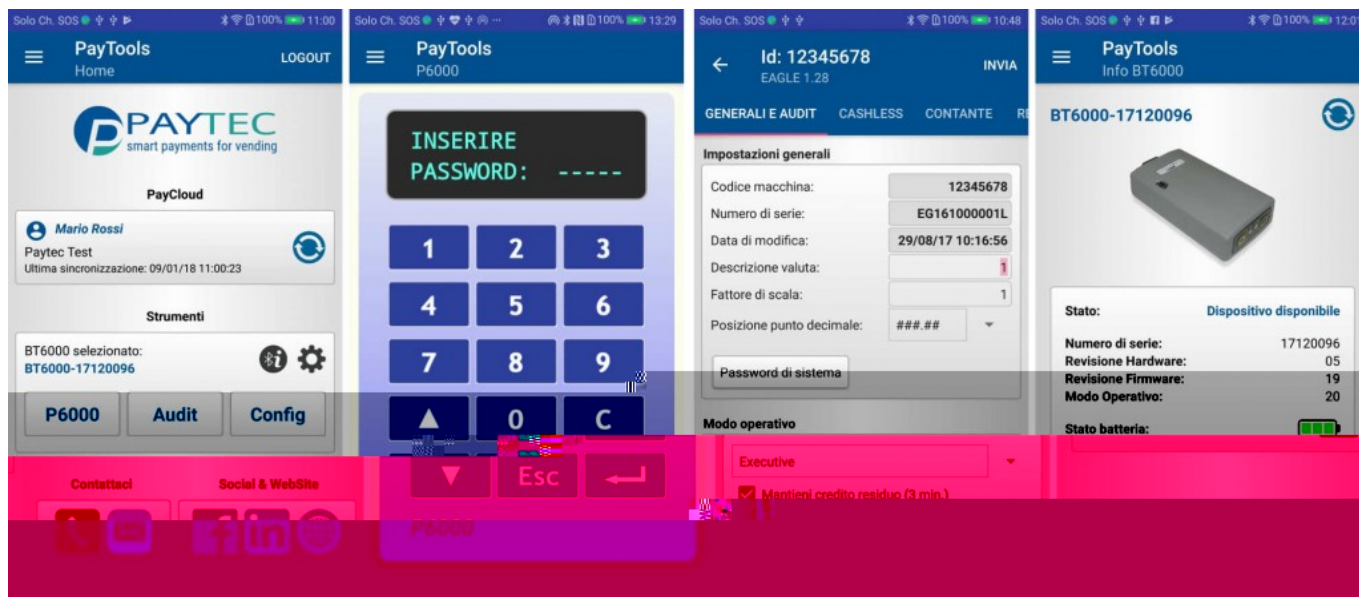 Solo Ch. SOS 100% 11:00
PayTools
Home
LOGOUT
PAYTEC
smart payments for vending
PayCloud
Mario Rossi
Paytec Test
Ultima sincronizzazione: 09/01/18 11:00:23
Strumenti
BT6000 selezionato:
BT6000-17120096
P6000 Audit Config
Contattaci Social & WebSite
Solo Ch. SOS 100% 13:29
PayTools
P6000
INSERIRE
PASSWORD: -----
1 2 3
4 5 6
7 8 9
0 C
Esc
P6000
Solo Ch. SOS 100% 10:48
Id: 12345678
EAGLE 1.28
INVIA
GENERALI E AUDIT CASHLESS CONTANTE RE
Impostazioni generali
Codice macchina: 12345678
Numero di serie: EG161000001L
Data di modifica: 29/08/17 10:16:56
Descrizione valuta: 1
Fattore di scala: 1
Posizione punto decimale: ###.##
Password di sistema
Modo operativo
Executive
Mantieni credito residuo (3 min.)
Solo Ch. SOS 100% 12:01
PayTools
Info BT6000
BT6000-17120096
Stato: Dispositivo disponibile
Numero di serie: 17120096
Revisione Hardware: 05
Revisione Firmware: 19
Modo Operativo: 20
Stato batteria: